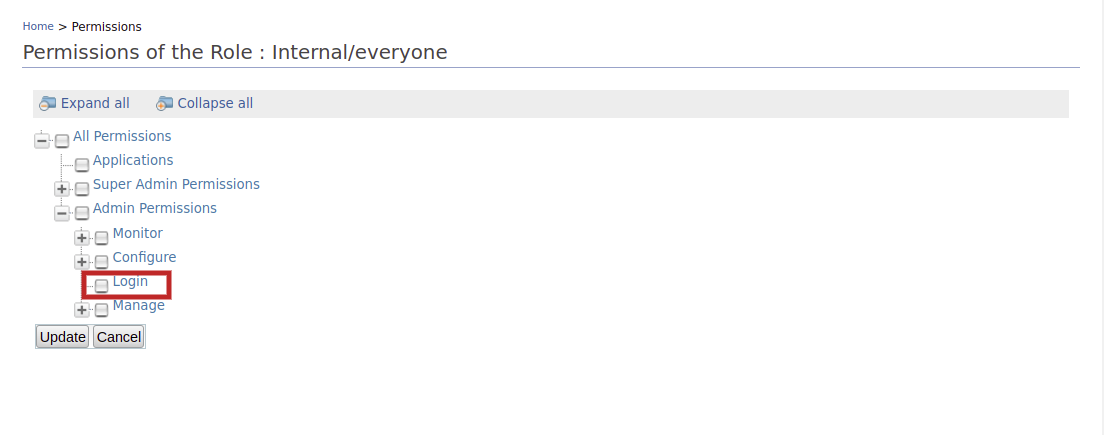 Home > Permissions
Permissions of the Role : Internal/everyone
Expand all Collapse all
All Permissions
Applications
Super Admin Permissions
Admin Permissions
Monitor
Configure
Login
Manage
Update Cancel